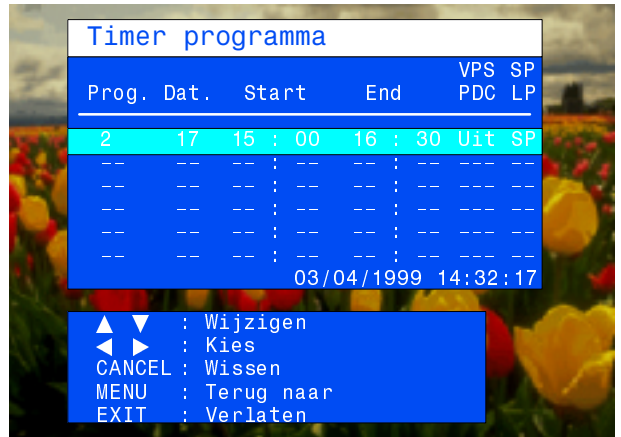 Timer programma
VPS SP
Prog. Dat. Start End PDC LP
2 17 15 : 00 16 : 30 Uit SP
-- -- -- : -- -- : -- --- --
-- -- -- : -- -- : -- --- --
-- -- -- : -- -- : -- --- --
-- -- -- : -- -- : -- --- --
-- -- -- : -- -- : -- --- --
03/04/1999 14:32:17
▲ ▼ : Wijzigen
◀ ▶ : Kies
CANCEL : Wissen
MENU : Terug naar
EXIT : Verlaten